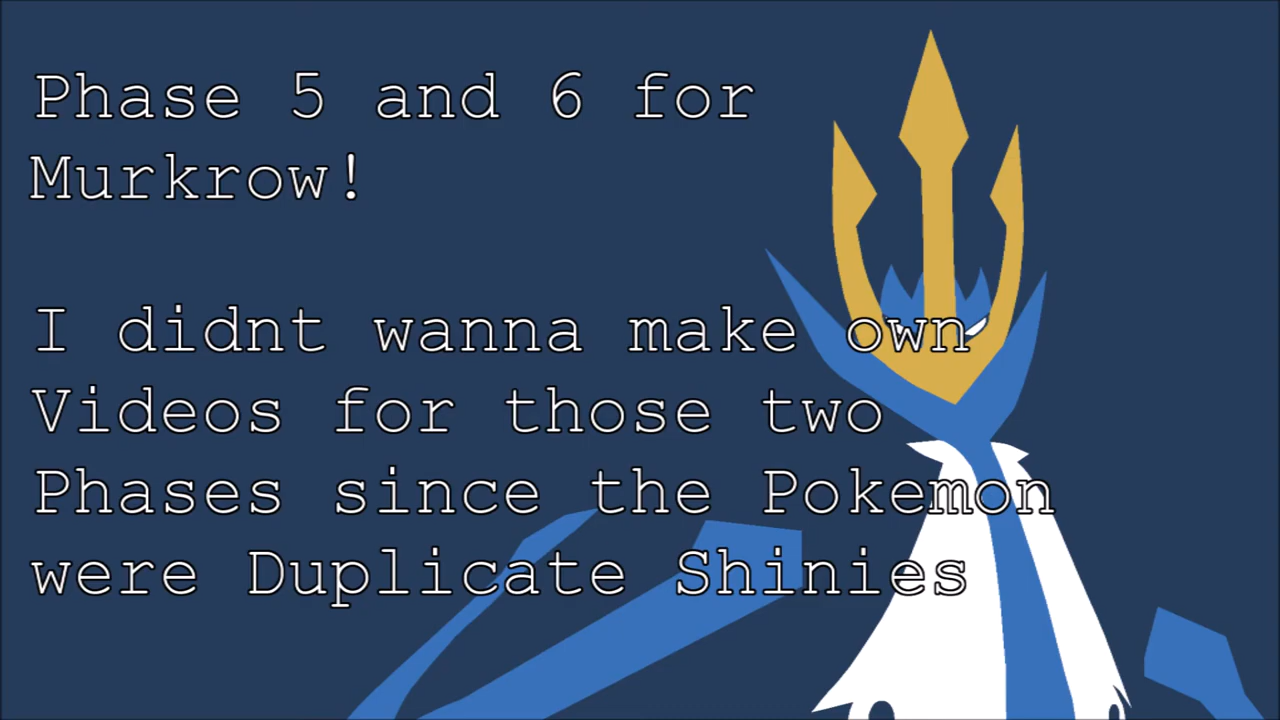 Phase 5 and 6 for
Murkrow!
I didnt wanna make own
Videos for those two
Phases since the Pokemon
were Duplicate Shinies